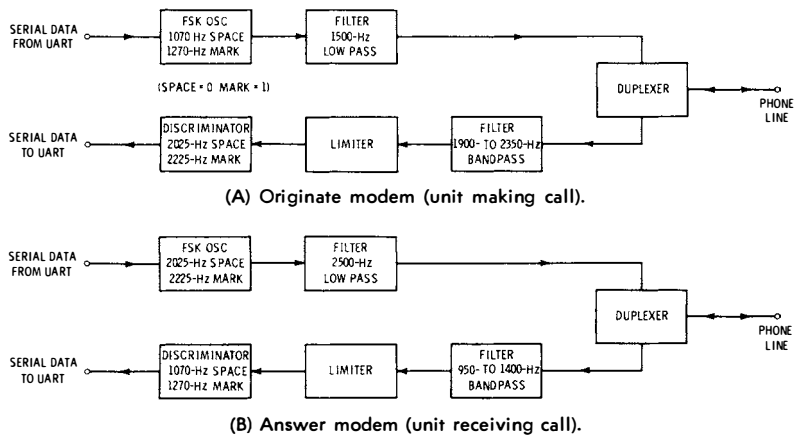 SERIAL DATA
FROM UART
FSK OSC
1070 Hz SPACE
1270-Hz MARK
FILTER
1500-Hz
LOW PASS
(SPACE = 0 MARK = 1)
DUPLEXER
PHONE
LINE
SERIAL DATA
TO UART
DISCRIMINATOR
2025-Hz SPACE
2225-Hz MARK
LIMITER
FILTER
1900- TO 2350-Hz
BANDPASS
(A) Originate modem (unit making call).
SERIAL DATA
FROM UART
FSK OSC
2025-Hz SPACE
2225-Hz MARK
FILTER
2500-Hz
LOW PASS
DUPLEXER
PHONE
LINE
SERIAL DATA
TO UART
DISCRIMINATOR
1070-Hz SPACE
1270-Hz MARK
LIMITER
FILTER
950- TO 1400-Hz
BANDPASS
(B) Answer modem (unit receiving call).